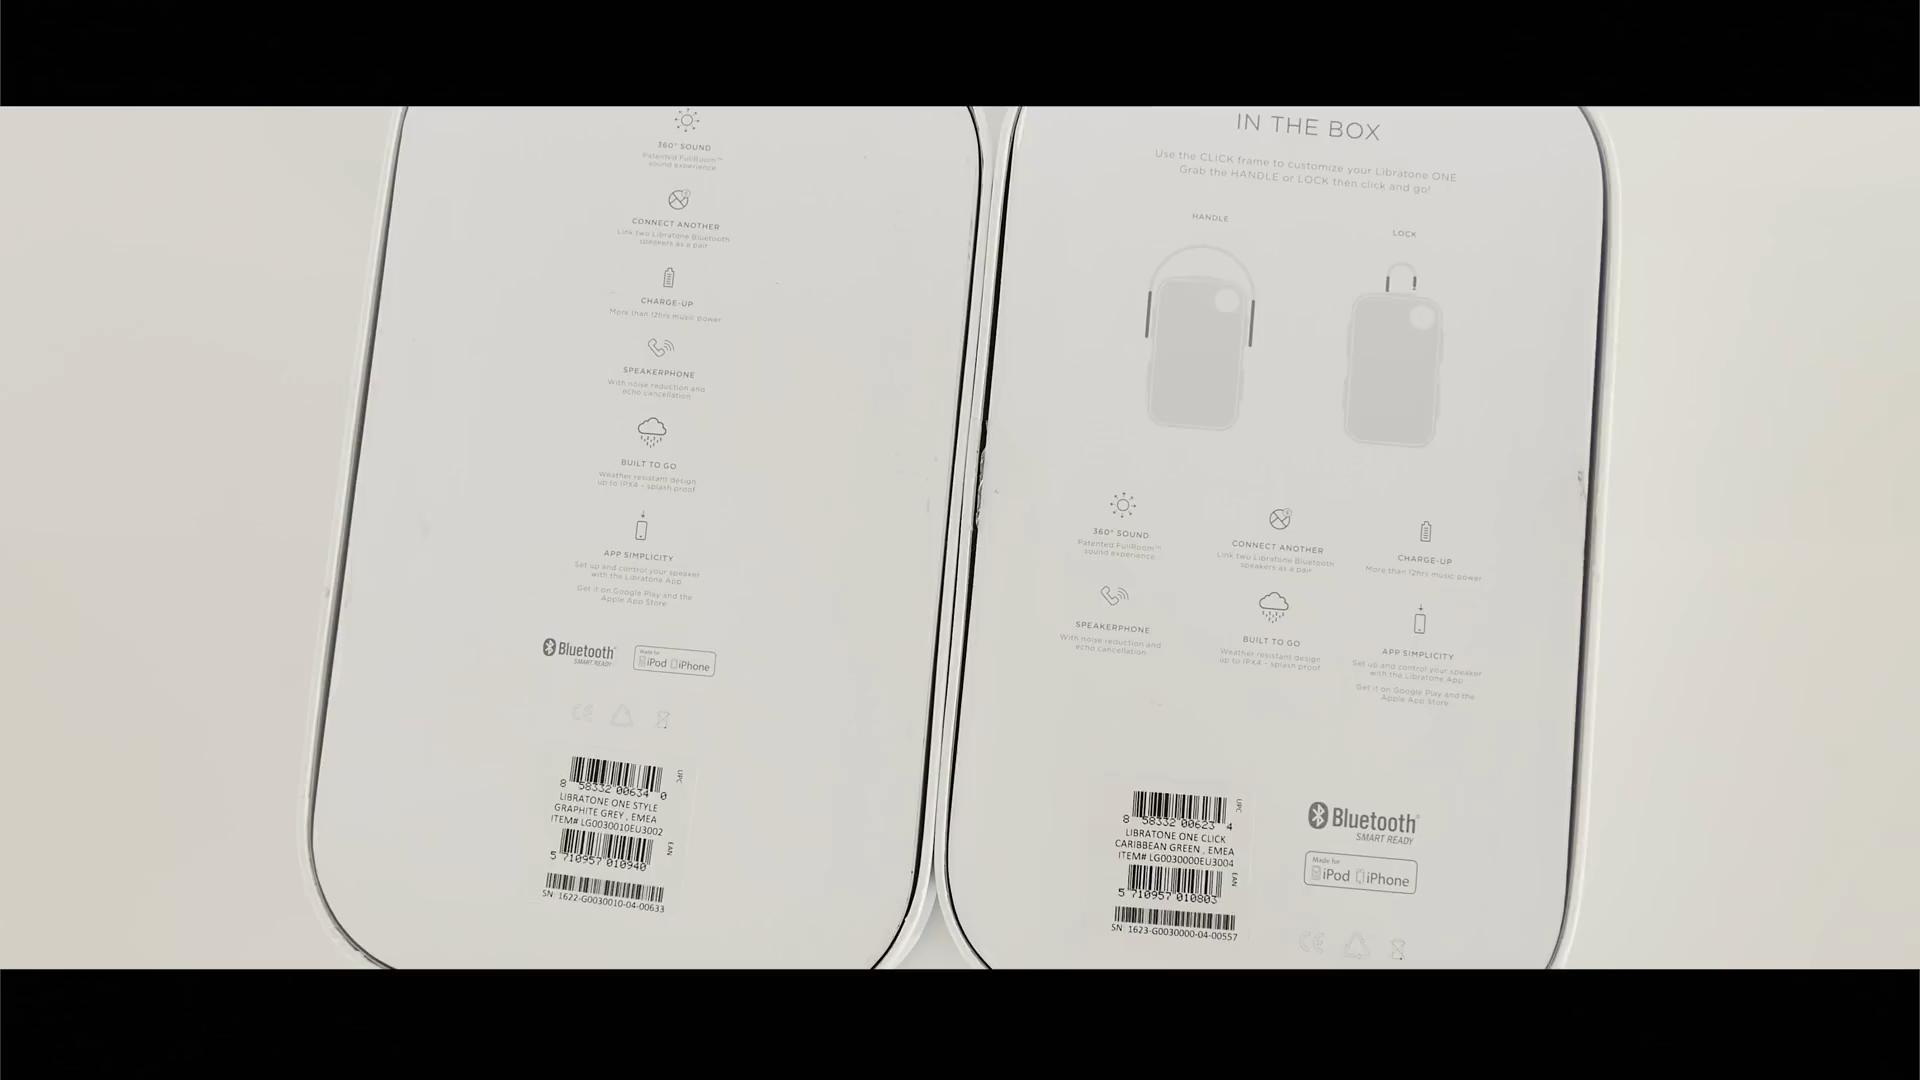 360° SOUND
Patented FullRoom™
sound experience
CONNECT ANOTHER
Link two Libratone Bluetooth
speakers as a pair
CHARGE-UP
More than 12hrs music power
SPEAKERPHONE
With noise reduction and
echo cancellation
BUILT TO GO
Weather resistant design
up to IPX4 - splash proof
APP SIMPLICITY
Set up and control your speaker
with the Libratone App
Get it on Google Play and the
Apple App Store
Bluetooth
SMART READY
Made for
iPod iPhone
CE
UPC
8 58332 00634 0
LIBRATONE ONE STYLE
GRAPHITE GREY , EMEA
ITEM# LG0030010EU3002
EAN
5 710957 010940
SN: 1622-G0030010-04-00633
IN THE BOX
Use the CLICK frame to customize your Libratone ONE
Grab the HANDLE or LOCK then click and go!
HANDLE
LOCK
360° SOUND
Patented FullRoom™
sound experience
CONNECT ANOTHER
Link two Libratone Bluetooth
speakers as a pair
CHARGE-UP
More than 12hrs music power
SPEAKERPHONE
With noise reduction and
echo cancellation
BUILT TO GO
Weather resistant design
up to IPX4 - splash proof
APP SIMPLICITY
Set up and control your speaker
with the Libratone App
Get it on Google Play and the
Apple App Store
UPC
8 58332 00623 4
LIBRATONE ONE CLICK
CARIBBEAN GREEN , EMEA
ITEM# LG0030000EU3004
EAN
5 710957 010803
SN: 1623-G0030000-04-00557
Bluetooth
SMART READY
Made for
iPod iPhone
CE